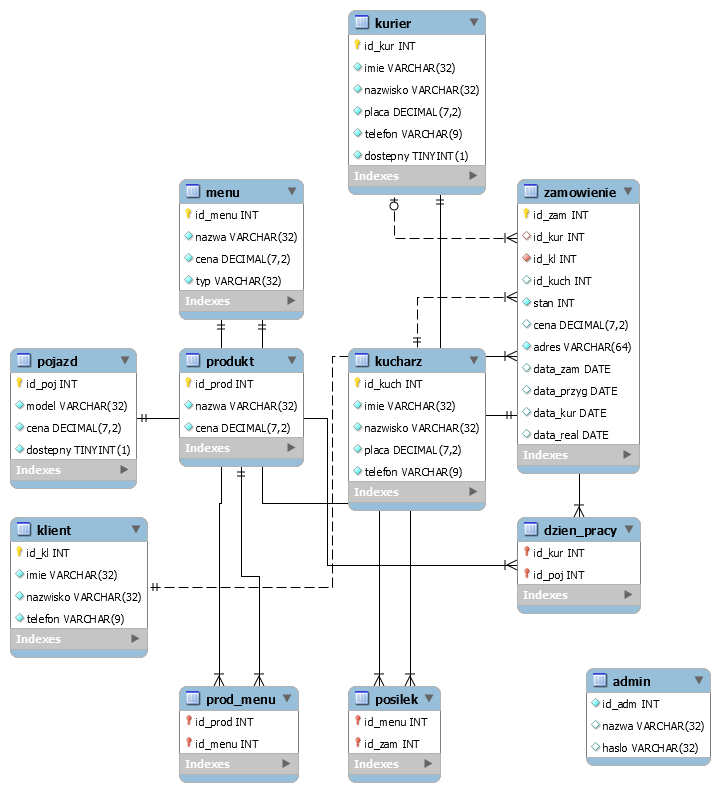 kurier
id_kur INT
imie VARCHAR(32)
nazwisko VARCHAR(32)
placa DECIMAL(7,2)
telefon VARCHAR(9)
dostepny TINYINT(1)
Indexes
menu
id_menu INT
nazwa VARCHAR(32)
cena DECIMAL(7,2)
typ VARCHAR(32)
Indexes
zamowienie
id_zam INT
id_kur INT
id_kl INT
id_kuch INT
stan INT
cena DECIMAL(7,2)
adres VARCHAR(64)
data_zam DATE
data_przyg DATE
data_kur DATE
data_real DATE
Indexes
pojazd
id_poj INT
model VARCHAR(32)
cena DECIMAL(7,2)
dostepny TINYINT(1)
Indexes
produkt
id_prod INT
nazwa VARCHAR(32)
cena DECIMAL(7,2)
Indexes
kucharz
id_kuch INT
imie VARCHAR(32)
nazwisko VARCHAR(32)
placa DECIMAL(7,2)
telefon VARCHAR(9)
Indexes
klient
id_kl INT
imie VARCHAR(32)
nazwisko VARCHAR(32)
telefon VARCHAR(9)
Indexes
dzien_pracy
id_kur INT
id_poj INT
Indexes
prod_menu
id_prod INT
id_menu INT
Indexes
posilek
id_menu INT
id_zam INT
Indexes
admin
id_adm INT
nazwa VARCHAR(32)
haslo VARCHAR(32)